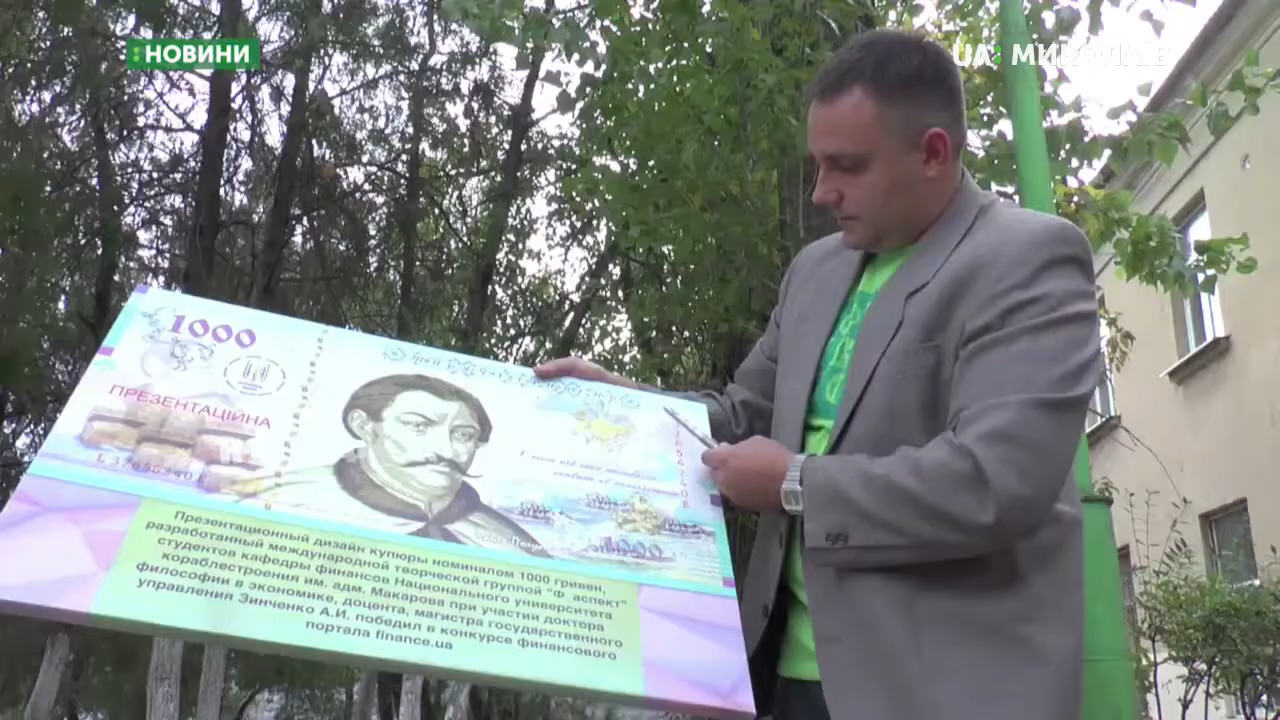 НОВИНИ
UA: МИКОЛАЇВ
1000
ПРЕЗЕНТАЦІЙНА
Презентационный дизайн купюры номиналом 1000 гривен,
разработанный международной творческой группой "Ф_аспект"
студентов кафедры финансов Национального университета
кораблестроения им. адм. Макарова при участии доктора
философии в экономике, доцента, магистра государственного
управления Зинченко А.И. победил в конкурсе финансового
портала finance.ua